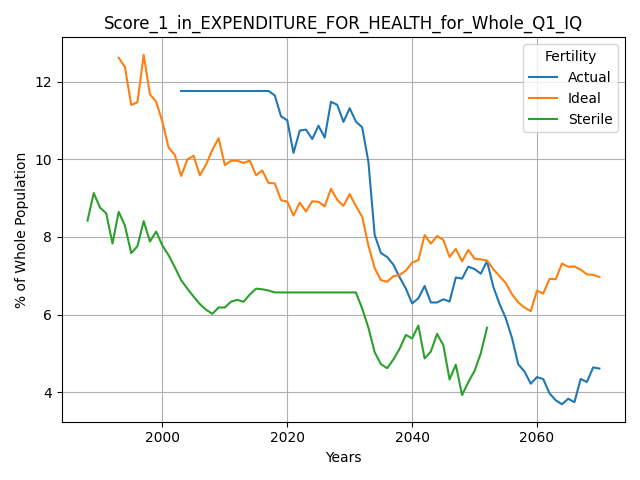 Score_1_in_EXPENDITURE_FOR_HEALTH_for_Whole_Q1_IQ
Fertility
Actual
Ideal
Sterile
% of Whole Population
12
10
8
6
4
2000
2020
2040
2060
Years